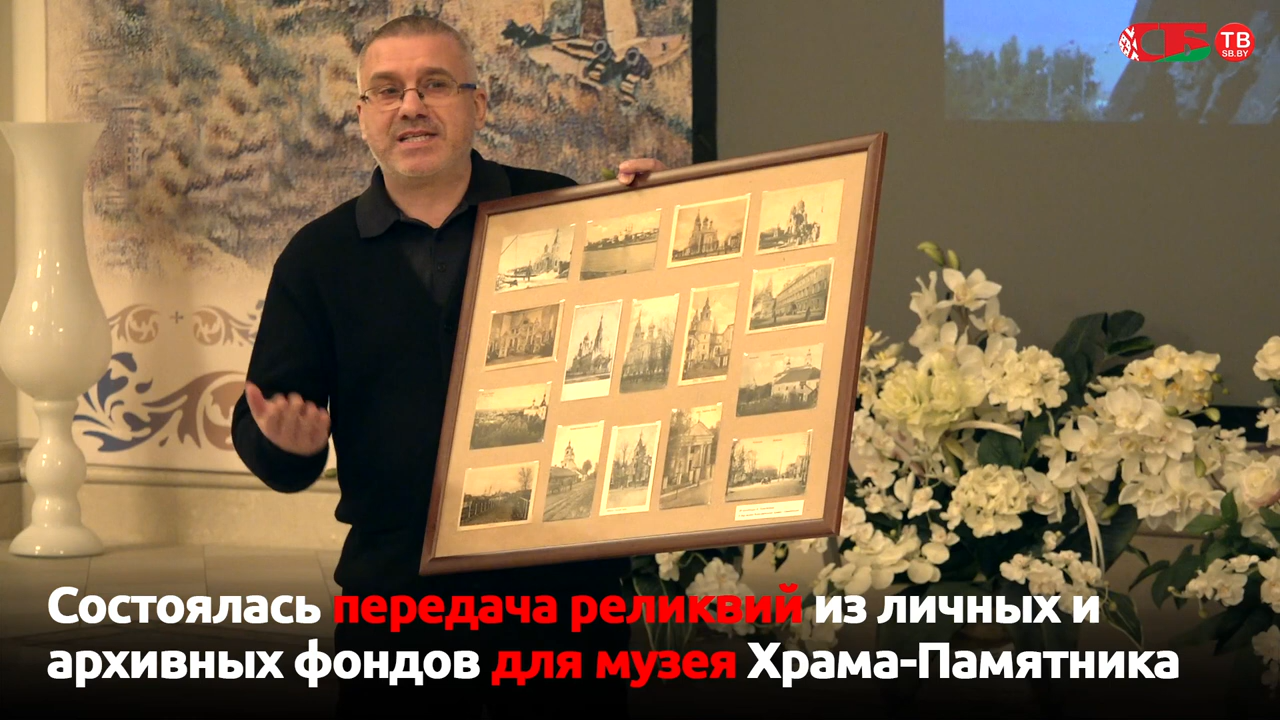 СБ ТВ
SB.BY
Состоялась передача реликвий из личных и
архивных фондов для музея Храма-Памятника